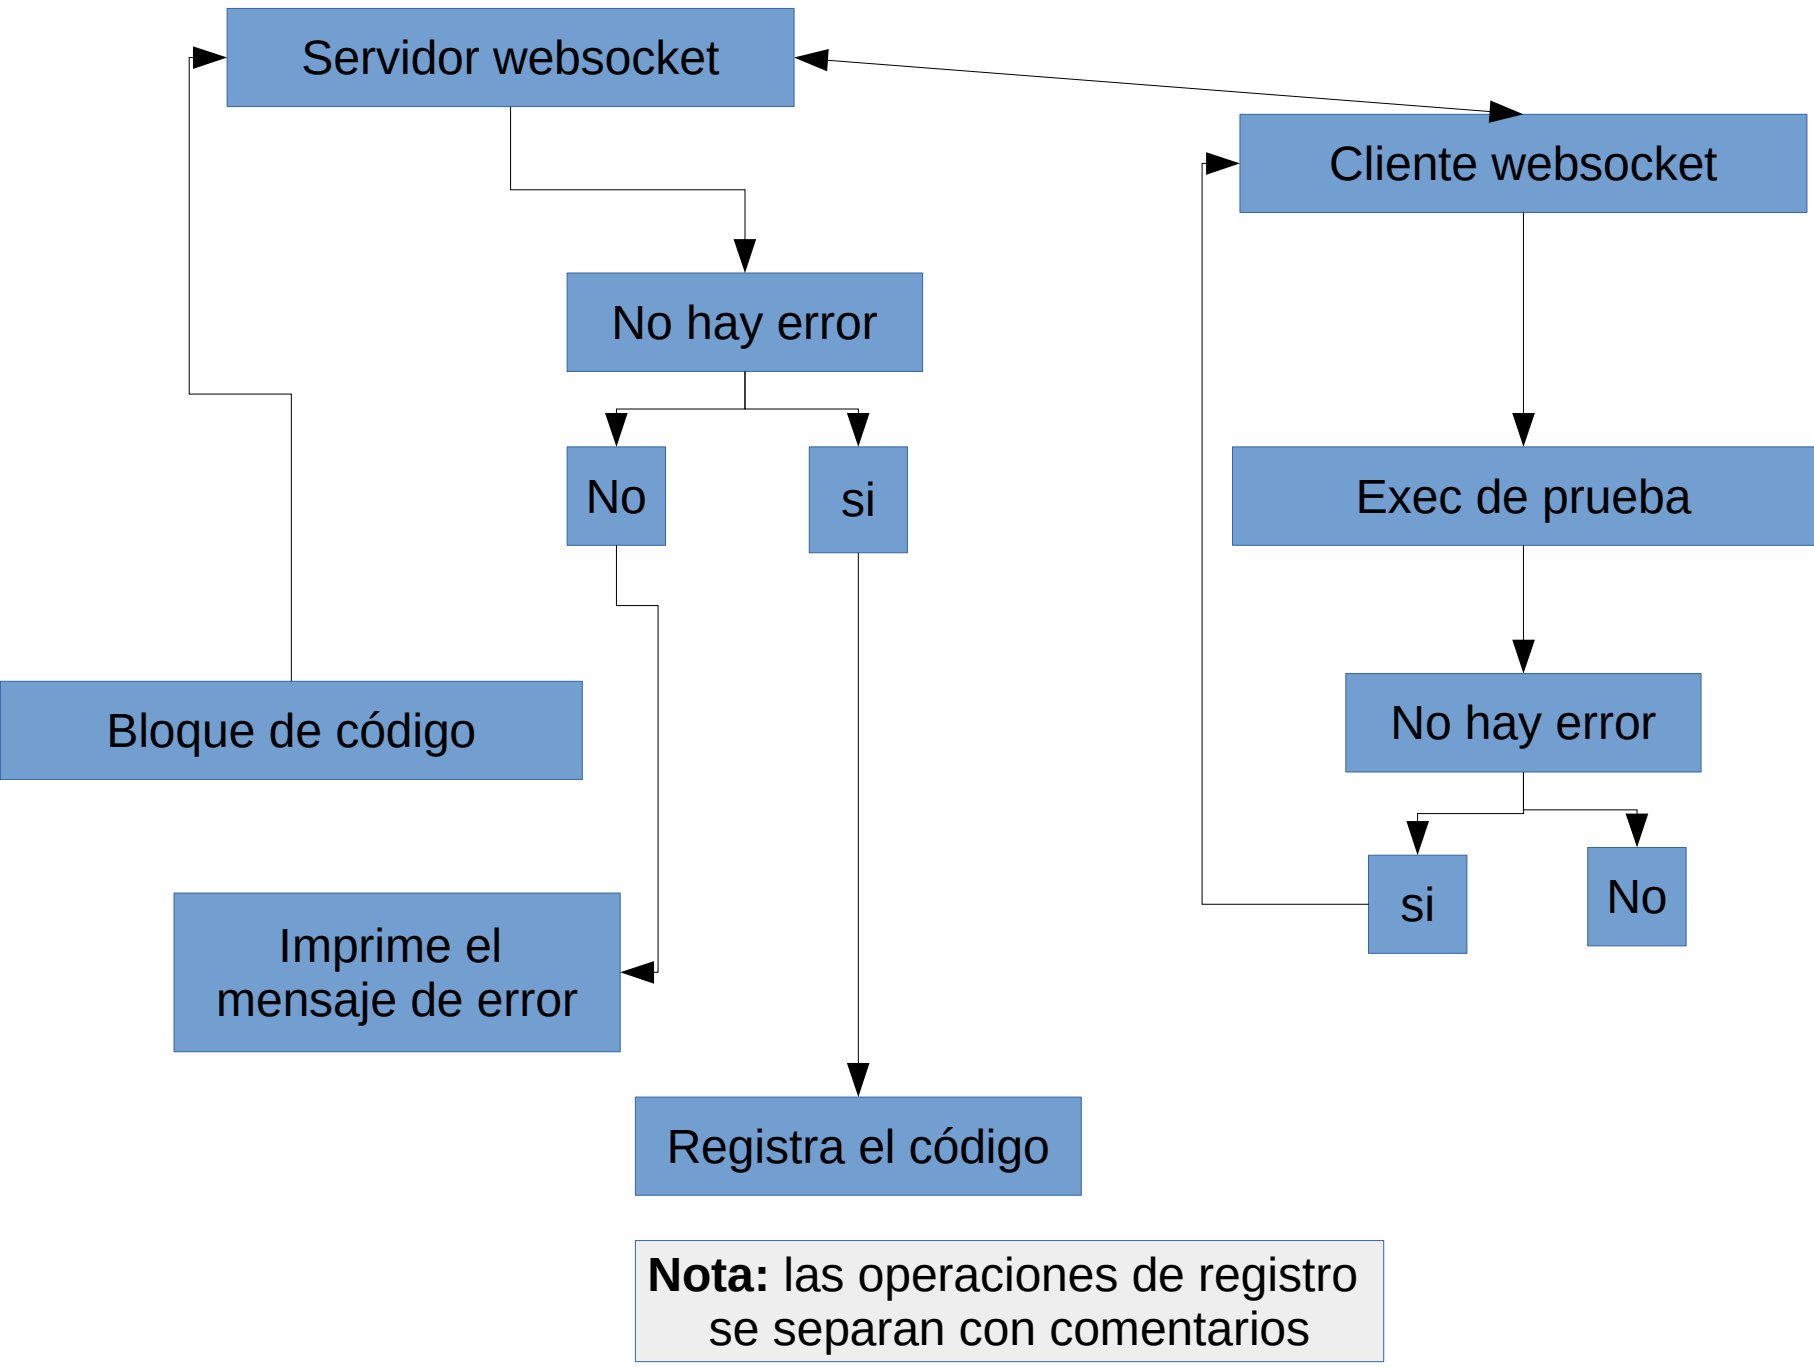 Servidor websocket
Cliente websocket
No hay error
No
si
Exec de prueba
Bloque de código
No hay error
si
No
Imprime el
mensaje de error
Registra el código
Nota: las operaciones de registro
se separan con comentarios